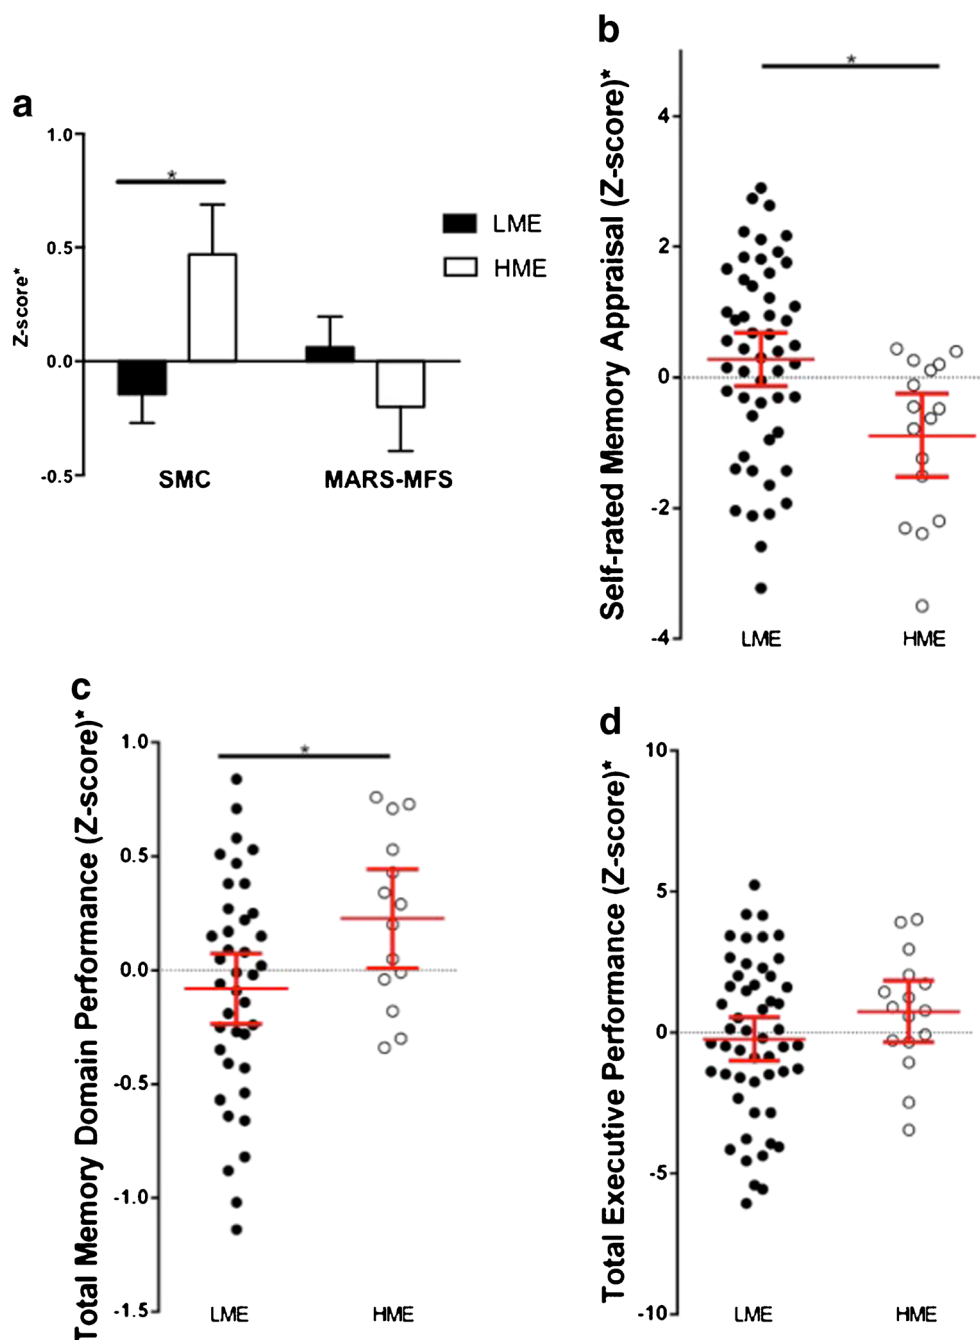 a
1.0
0.5
0.0
-0.5
Z-score*
*
SMC
MARS-MFS
LME
HME
b
Self-rated Memory Appraisal (Z-score)*
4
2
0
-2
-4
*
LME
HME
c
Total Memory Domain Performance (Z-score)*
1.0
0.5
0.0
-0.5
-1.0
-1.5
*
LME
HME
d
Total Executive Performance (Z-score)*
10
5
0
-5
-10
LME
HME